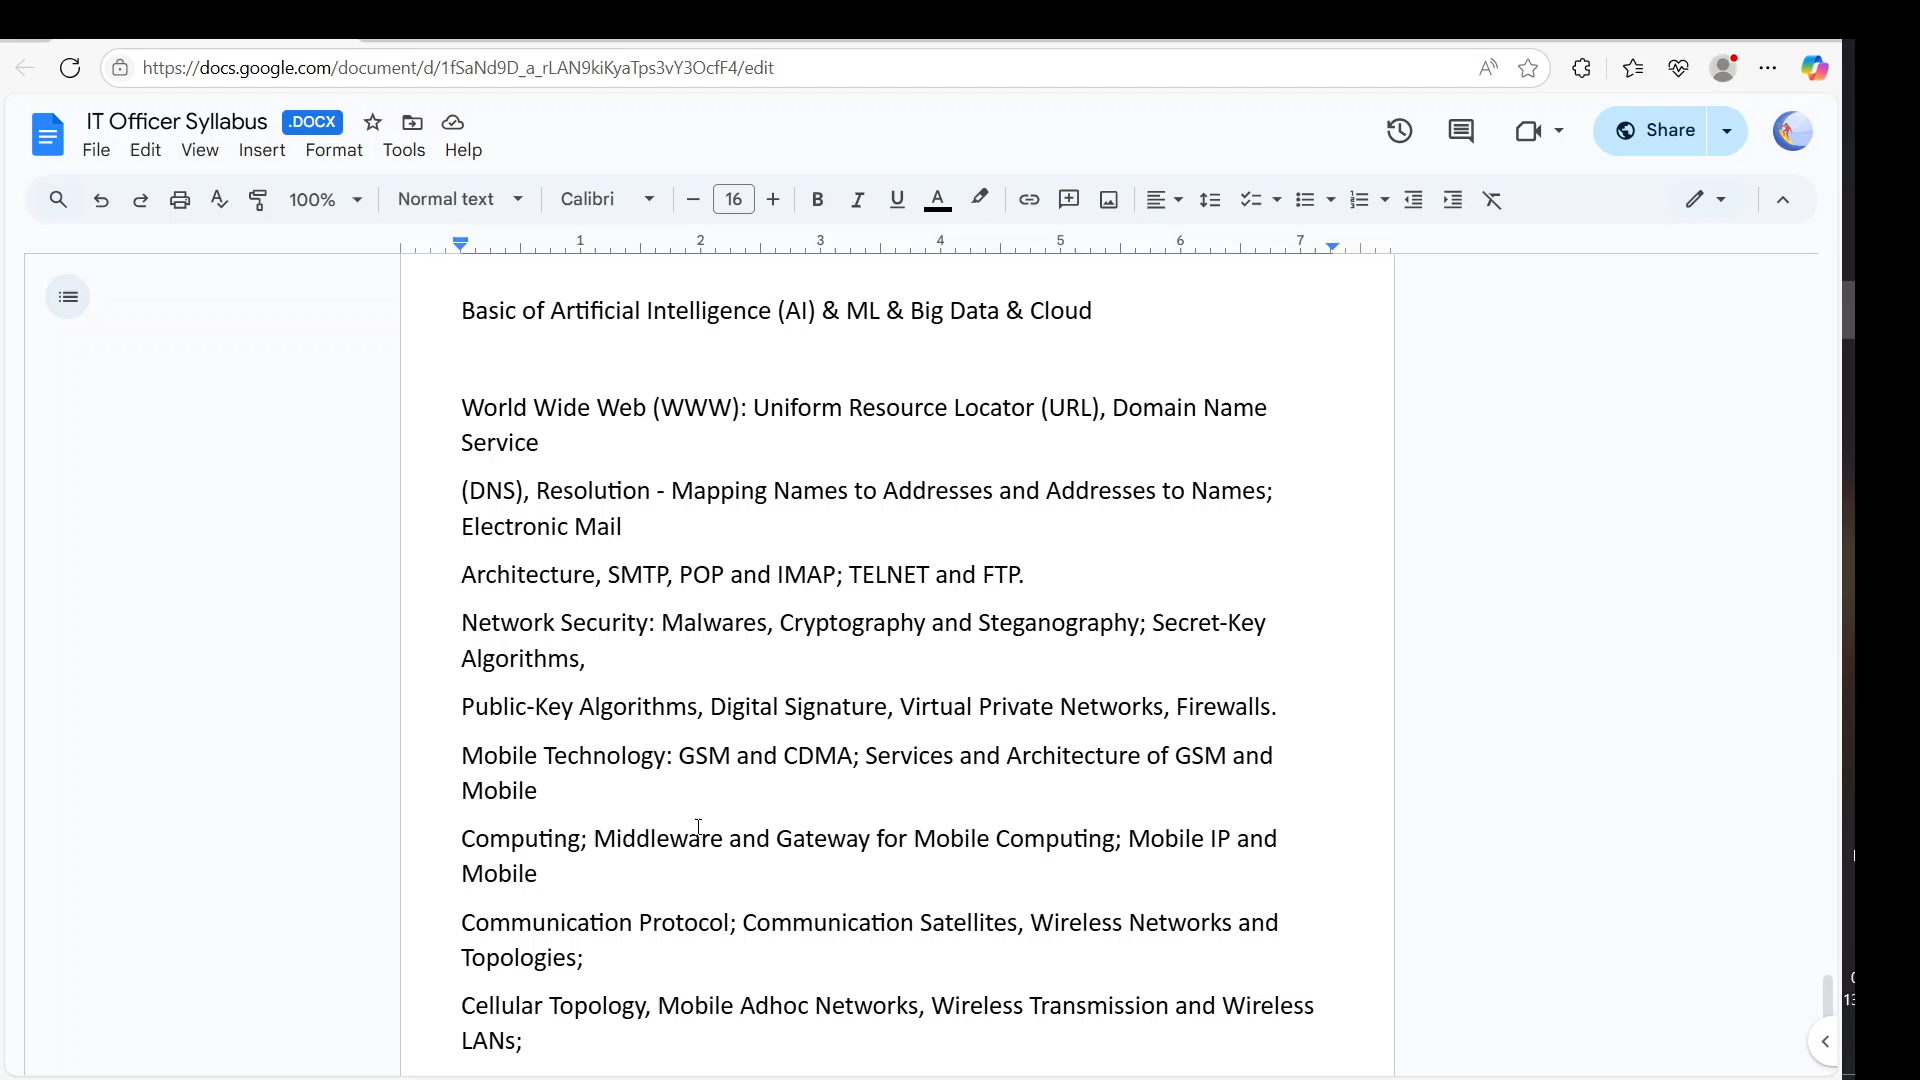 https://docs.google.com/document/d/1fSaNd9D_a_rLAN9kiKyaTps3vY3OcfF4/edit
IT Officer Syllabus .DOCX
File Edit View Insert Format Tools Help
Share
100% Normal text Calibri 16 B I U A
1 2 3 4 5 6 7
Basic of Artificial Intelligence (AI) & ML & Big Data & Cloud
World Wide Web (WWW): Uniform Resource Locator (URL), Domain Name
Service
(DNS), Resolution - Mapping Names to Addresses and Addresses to Names;
Electronic Mail
Architecture, SMTP, POP and IMAP; TELNET and FTP.
Network Security: Malwares, Cryptography and Steganography; Secret-Key
Algorithms,
Public-Key Algorithms, Digital Signature, Virtual Private Networks, Firewalls.
Mobile Technology: GSM and CDMA; Services and Architecture of GSM and
Mobile
Computing; Middleware and Gateway for Mobile Computing; Mobile IP and
Mobile
Communication Protocol; Communication Satellites, Wireless Networks and
Topologies;
Cellular Topology, Mobile Adhoc Networks, Wireless Transmission and Wireless
LANs;